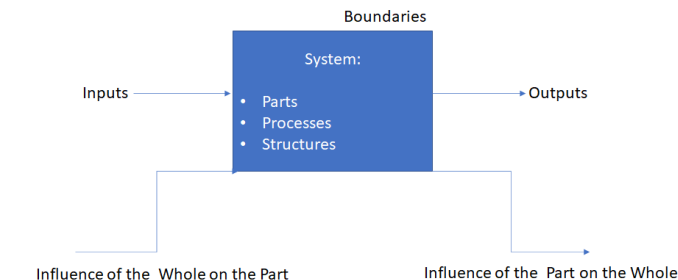 Boundaries
System:
Inputs
Outputs
• Parts
• Processes
• Structures
Influence of the Whole on the Part
Influence of the Part on the Whole